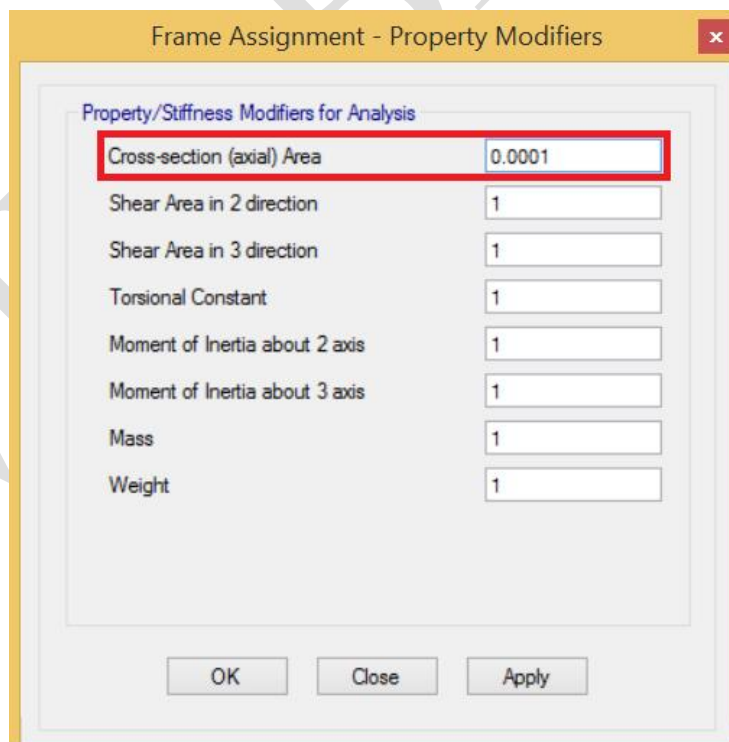 Frame Assignment - Property Modifiers
x
Property/Stiffness Modifiers for Analysis
Cross-section (axial) Area 0.0001
Shear Area in 2 direction 1
Shear Area in 3 direction 1
Torsional Constant 1
Moment of Inertia about 2 axis 1
Moment of Inertia about 3 axis 1
Mass 1
Weight 1
OK Close Apply